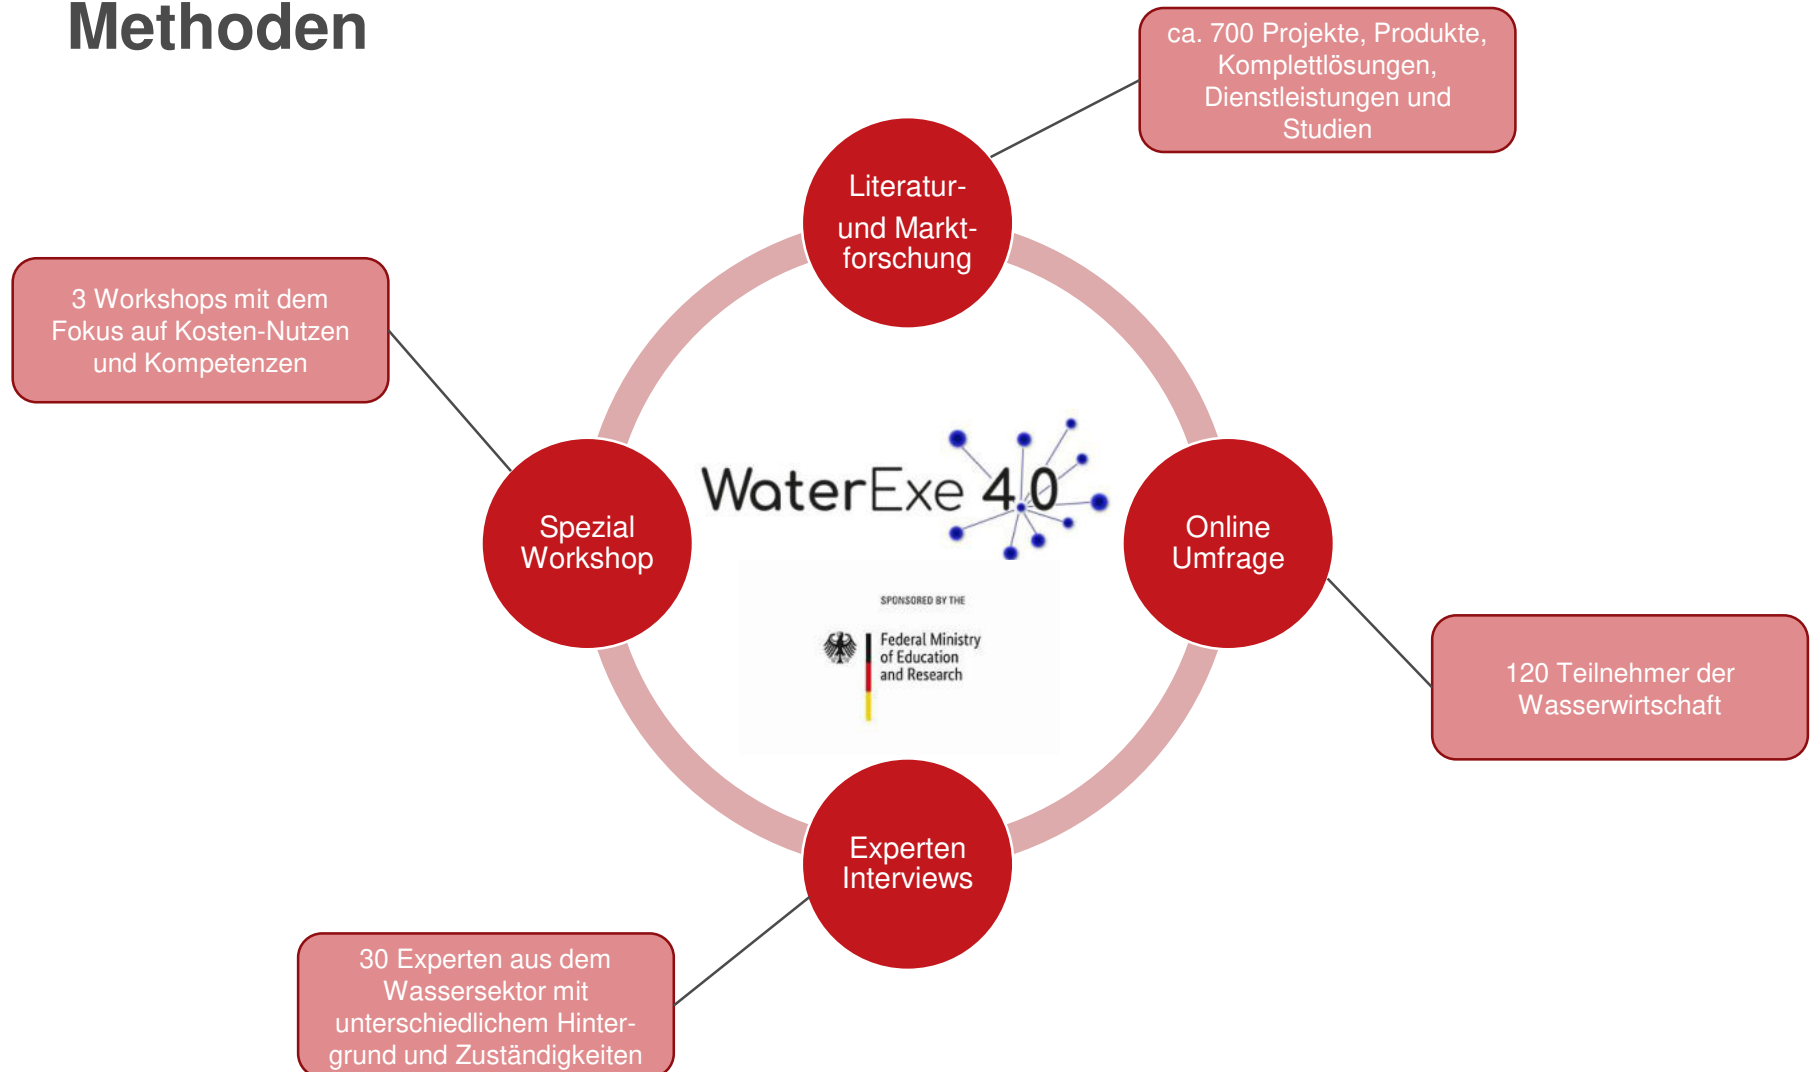 Methoden
ca. 700 Projekte, Produkte,
Komplettlösungen,
Dienstleistungen und
Studien
Literatur-
und Markt-
forschung
3 Workshops mit dem
Fokus auf Kosten-Nutzen
und Kompetenzen
WaterExe 4.0
Spezial
Workshop
Online
Umfrage
SPONSORED BY THE
Federal Ministry
of Education
and Research
120 Teilnehmer der
Wasserwirtschaft
Experten
Interviews
30 Experten aus dem
Wassersektor mit
unterschiedlichem Hinter-
grund und Zuständigkeiten